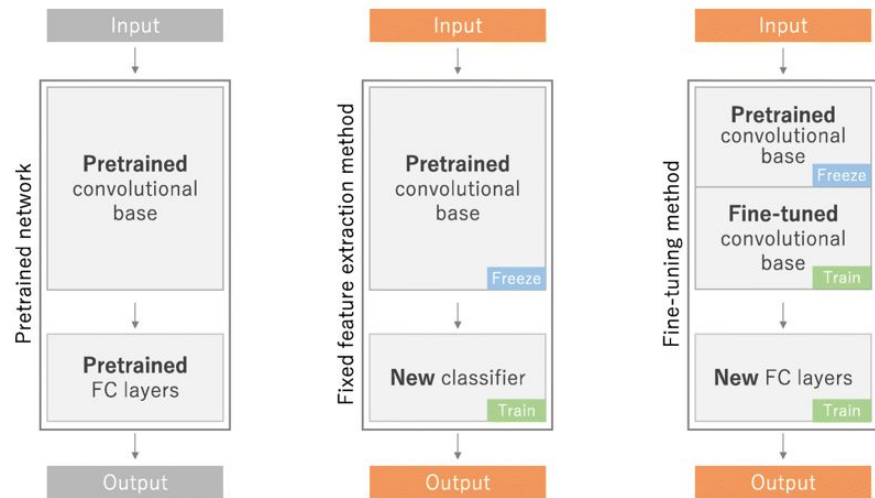 Input
Pretrained network
Pretrained
convolutional
base
Pretrained
FC layers
Output
Input
Fixed feature extraction method
Pretrained
convolutional
base
Freeze
New classifier
Train
Output
Input
Fine-tuning method
Pretrained
convolutional
base
Freeze
Fine-tuned
convolutional
base
Train
New FC layers
Train
Output